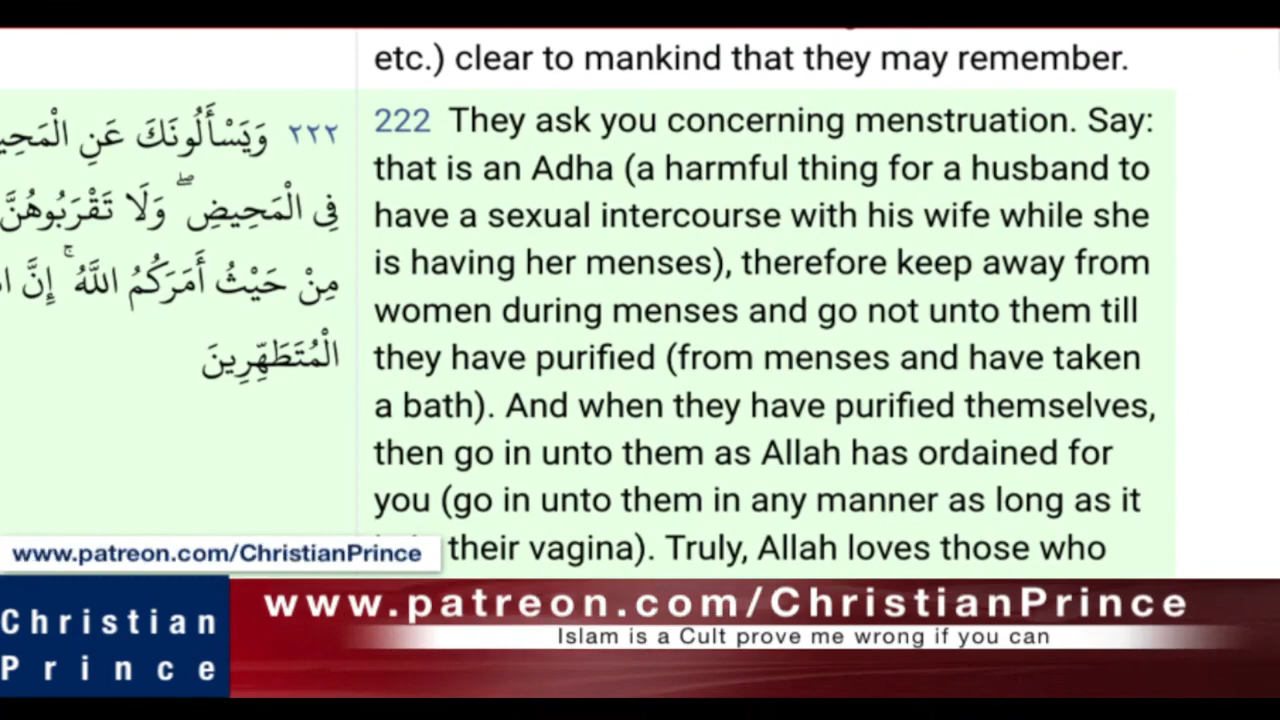 etc.) clear to mankind that they may remember.
٢٢٢ وَيَسْأَلُونَكَ عَنِ
فِي الْمَحِيضِ ۖ وَلَا تَقْرَبُوهُنَّ
مِنْ حَيْثُ أَمَرَكُمُ اللَّهُ ۚ إِنَّ
الْمُتَطَهِّرِينَ
222 They ask you concerning menstruation. Say:
that is an Adha (a harmful thing for a husband to
have a sexual intercourse with his wife while she
is having her menses), therefore keep away from
women during menses and go not unto them till
they have purified (from menses and have taken
a bath). And when they have purified themselves,
then go in unto them as Allah has ordained for
you (go in unto them in any manner as long as it
their vagina). Truly, Allah loves those who
www.patreon.com/ChristianPrince
Christian
Prince
www.patreon.com/ChristianPrince
Islam is a Cult prove me wrong if you can